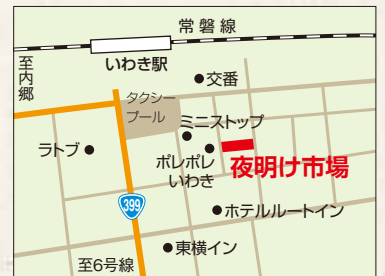 常磐線
いわき駅
至内郷
交番
タクシー
プール
ミニストップ
ラトブ
ポレポレ
いわき
夜明け市場
399
ホテルルートイン
東横イン
至6号線